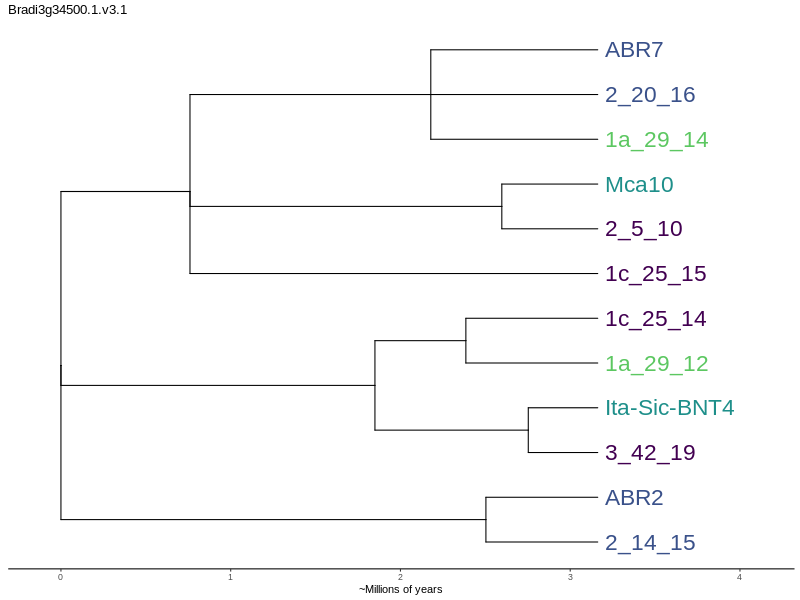 Bradi3g34500.1.v3.1
ABR7
2_20_16
1a_29_14
Mca10
2_5_10
1c_25_15
1c_25_14
1a_29_12
Ita-Sic-BNT4
3_42_19
ABR2
2_14_15
0 1 2 3 4
~Millions of years